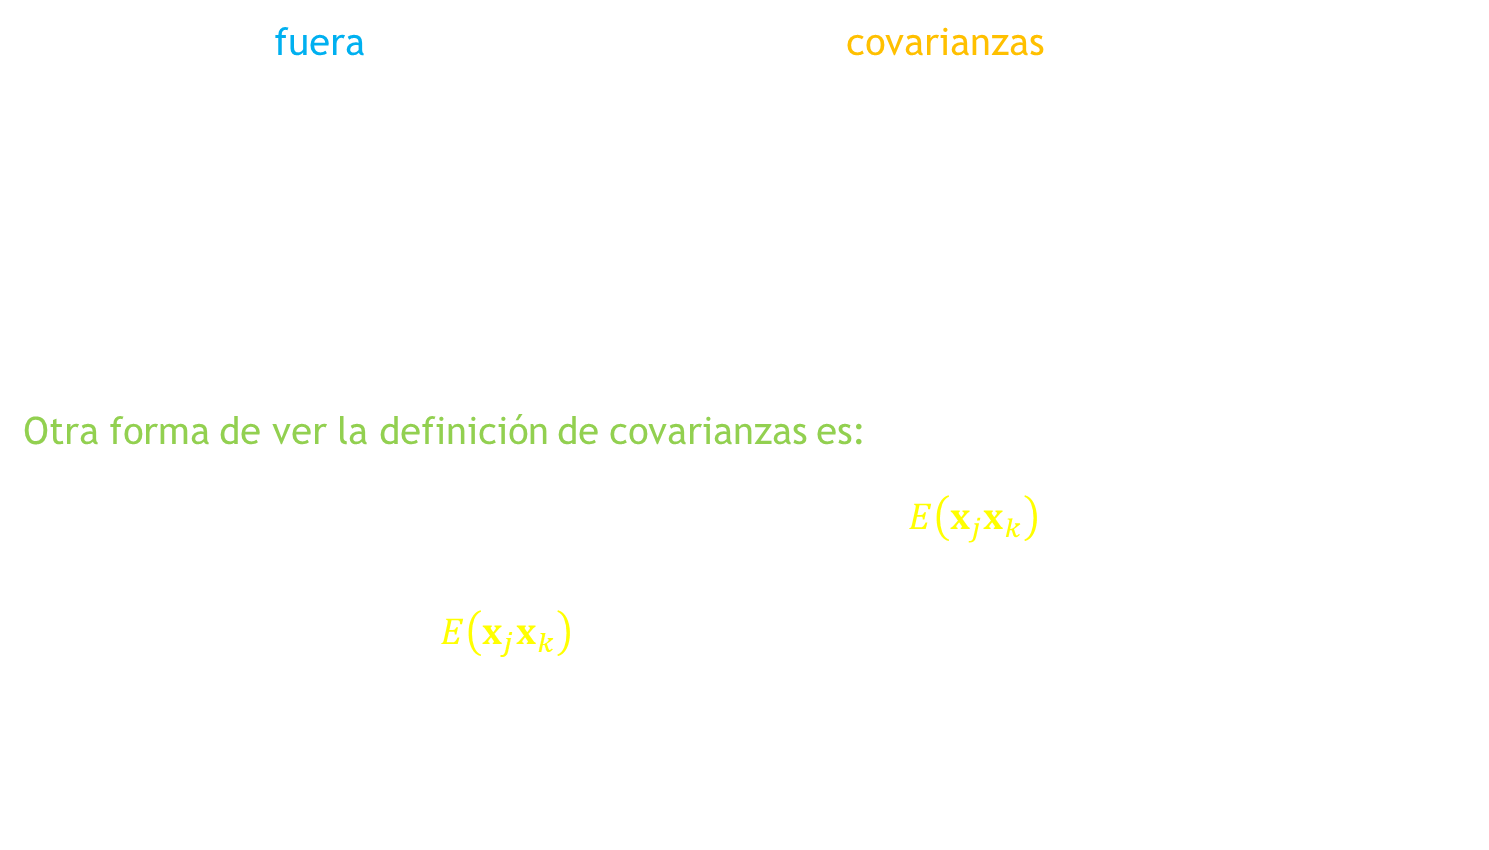 fuera covarianzas
Otra forma de ver la definición de covarianzas es:
𝐸(𝐱ⱼ𝐱ₖ)
𝐸(𝐱ⱼ𝐱ₖ)